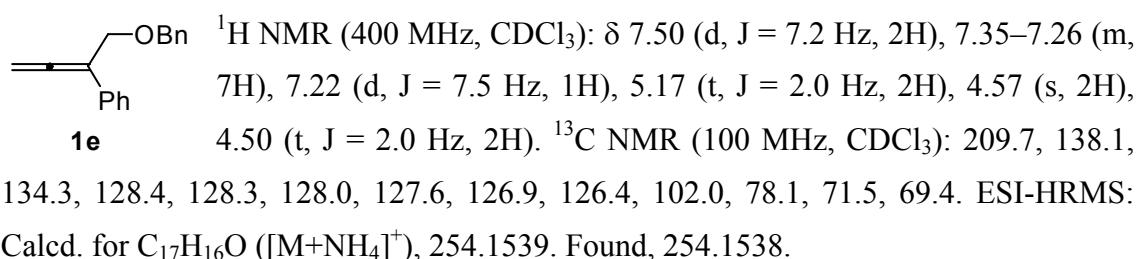 OBn
Ph
1e
¹H NMR (400 MHz, CDCl₃): δ 7.50 (d, J = 7.2 Hz, 2H), 7.35–7.26 (m,
7H), 7.22 (d, J = 7.5 Hz, 1H), 5.17 (t, J = 2.0 Hz, 2H), 4.57 (s, 2H),
4.50 (t, J = 2.0 Hz, 2H). ¹³C NMR (100 MHz, CDCl₃): 209.7, 138.1,
134.3, 128.4, 128.3, 128.0, 127.6, 126.9, 126.4, 102.0, 78.1, 71.5, 69.4. ESI-HRMS:
Calcd. for C₁₇H₁₆O ([M+NH₄]⁺), 254.1539. Found, 254.1538.